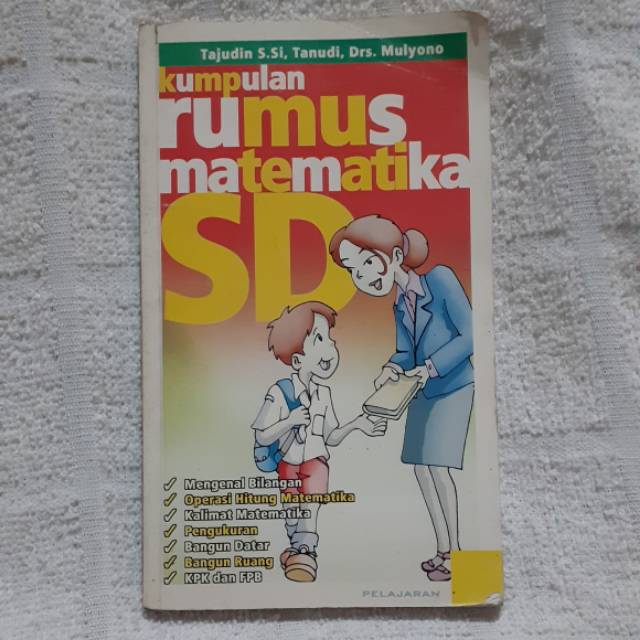 Tajudin S.Si, Tanudi, Drs. Mulyono
kumpulan
rumus
matematika
SD
Mengenal Bilangan
Operasi Hitung Matematika
Kalimat Matematika
Pengukuran
Bangun Datar
Bangun Ruang
KPK dan FPB
PELAJARAN